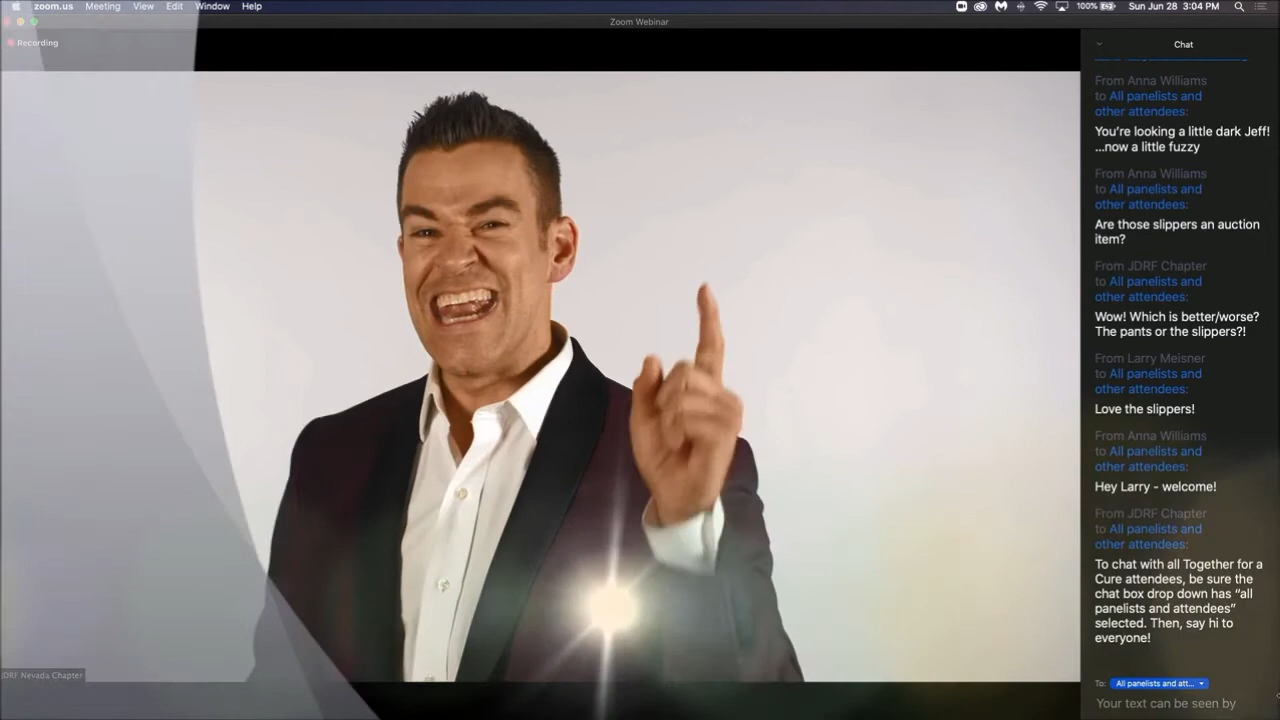 zoom.us Meeting View Edit Window Help
100% Sun Jun 28 3:04 PM
Zoom Webinar
Recording
Chat
From Anna Williams
to All panelists and
other attendees:
You're looking a little dark Jeff!
...now a little fuzzy
From Anna Williams
to All panelists and
other attendees:
Are those slippers an auction
item?
From JDRF Chapter
to All panelists and
other attendees:
Wow! Which is better/worse?
The pants or the slippers?!
From Larry Meisner
to All panelists and
other attendees:
Love the slippers!
From Anna Williams
to All panelists and
other attendees:
Hey Larry - welcome!
From JDRF Chapter
to All panelists and
other attendees:
To chat with all Together for a
Cure attendees, be sure the
chat box drop down has “all
panelists and attendees”
selected. Then, say hi to
everyone!
JDRF Nevada Chapter
To: All panelists and att...
Your text can be seen by